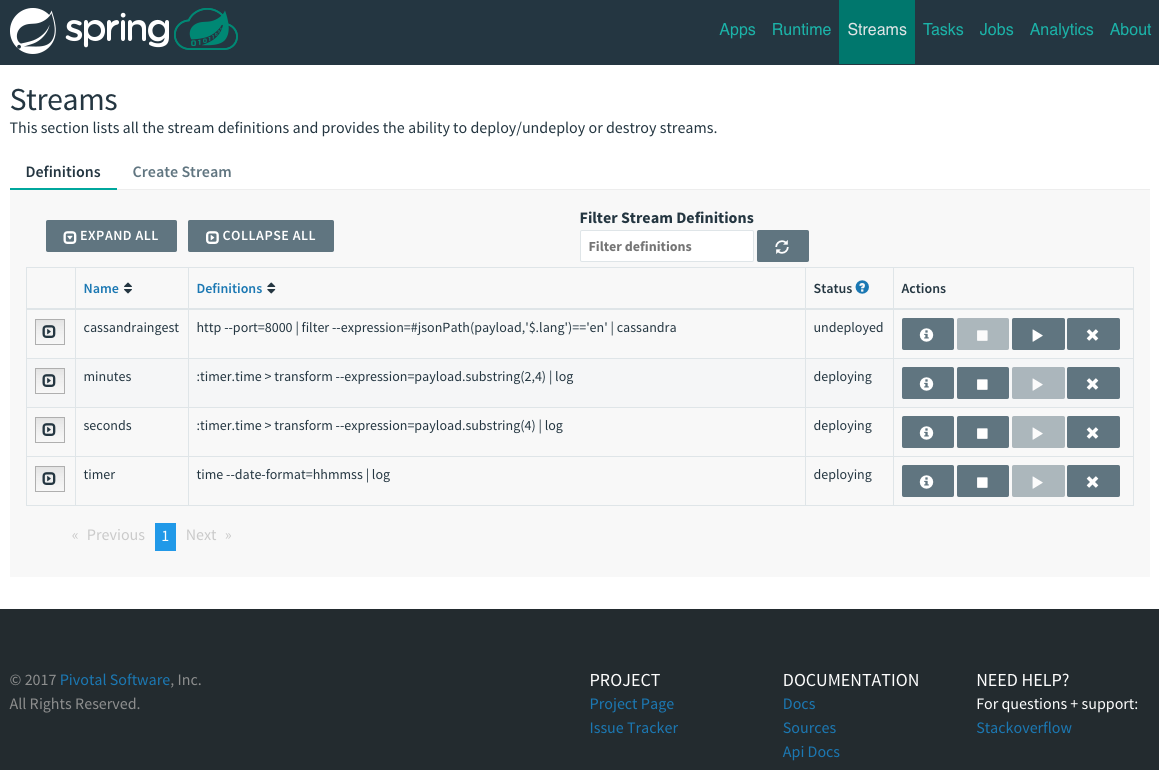 spring
Apps Runtime Streams Tasks Jobs Analytics About
Streams
This section lists all the stream definitions and provides the ability to deploy/undeploy or destroy streams.
Definitions Create Stream
Filter Stream Definitions
EXPAND ALL COLLAPSE ALL
Filter definitions
Name Definitions Status Actions
cassandraingest http --port=8000 | filter --expression=#jsonPath(payload,'$.lang')=='en' | cassandra undeployed
minutes :timer.time > transform --expression=payload.substring(2,4) | log deploying
seconds :timer.time > transform --expression=payload.substring(4) | log deploying
timer time --date-format=hhmmss | log deploying
« Previous 1 Next »
© 2017 Pivotal Software, Inc.
All Rights Reserved.
PROJECT
Project Page
Issue Tracker
DOCUMENTATION
Docs
Sources
Api Docs
NEED HELP?
For questions + support:
Stackoverflow